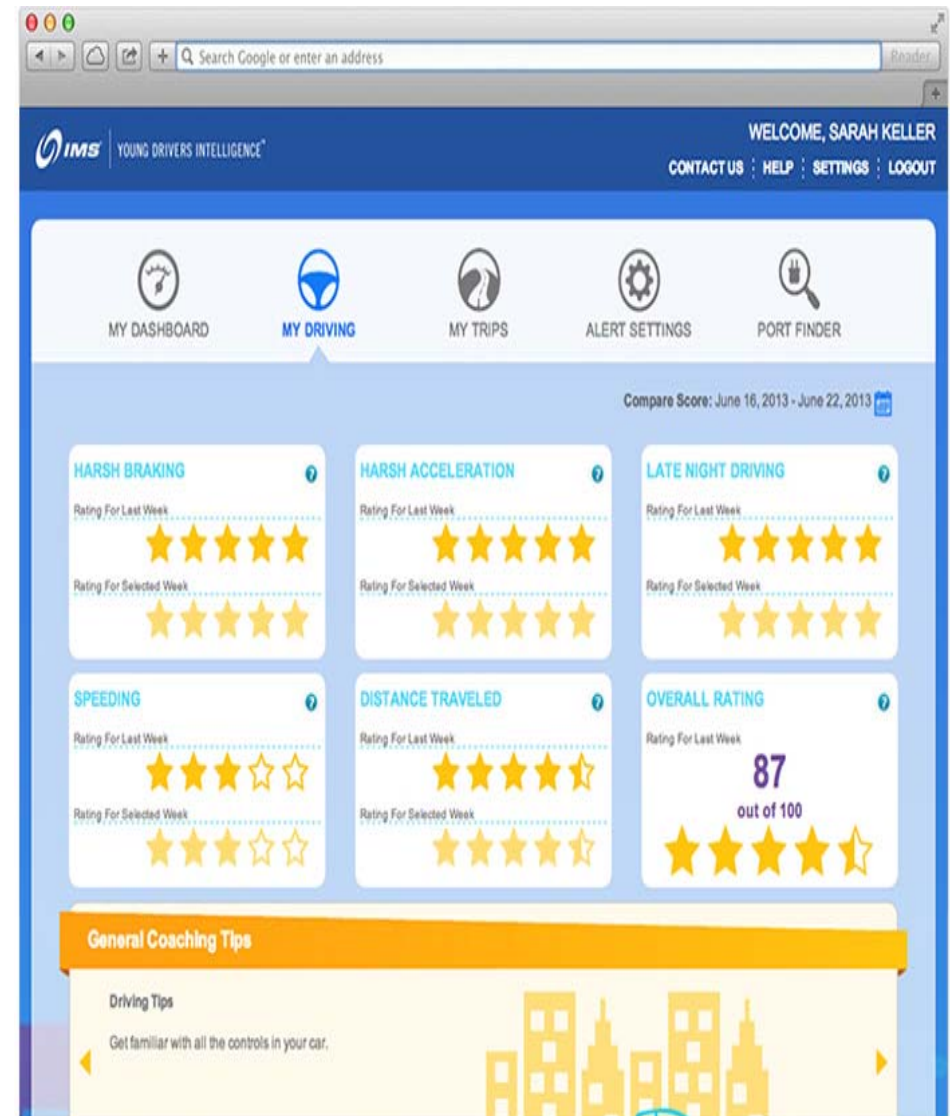 Search Google or enter an address
Reader
IMS YOUNG DRIVERS INTELLIGENCE™
WELCOME, SARAH KELLER
CONTACT US HELP SETTINGS LOGOUT
MY DASHBOARD MY DRIVING MY TRIPS ALERT SETTINGS PORT FINDER
Compare Score: June 16, 2013 - June 22, 2013
HARSH BRAKING ?
Rating For Last Week
Rating For Selected Week
HARSH ACCELERATION ?
Rating For Last Week
Rating For Selected Week
LATE NIGHT DRIVING ?
Rating For Last Week
Rating For Selected Week
SPEEDING ?
Rating For Last Week
Rating For Selected Week
DISTANCE TRAVELED ?
Rating For Last Week
Rating For Selected Week
OVERALL RATING ?
Rating For Last Week
87
out of 100
General Coaching Tips
Driving Tips
Get familiar with all the controls in your car.